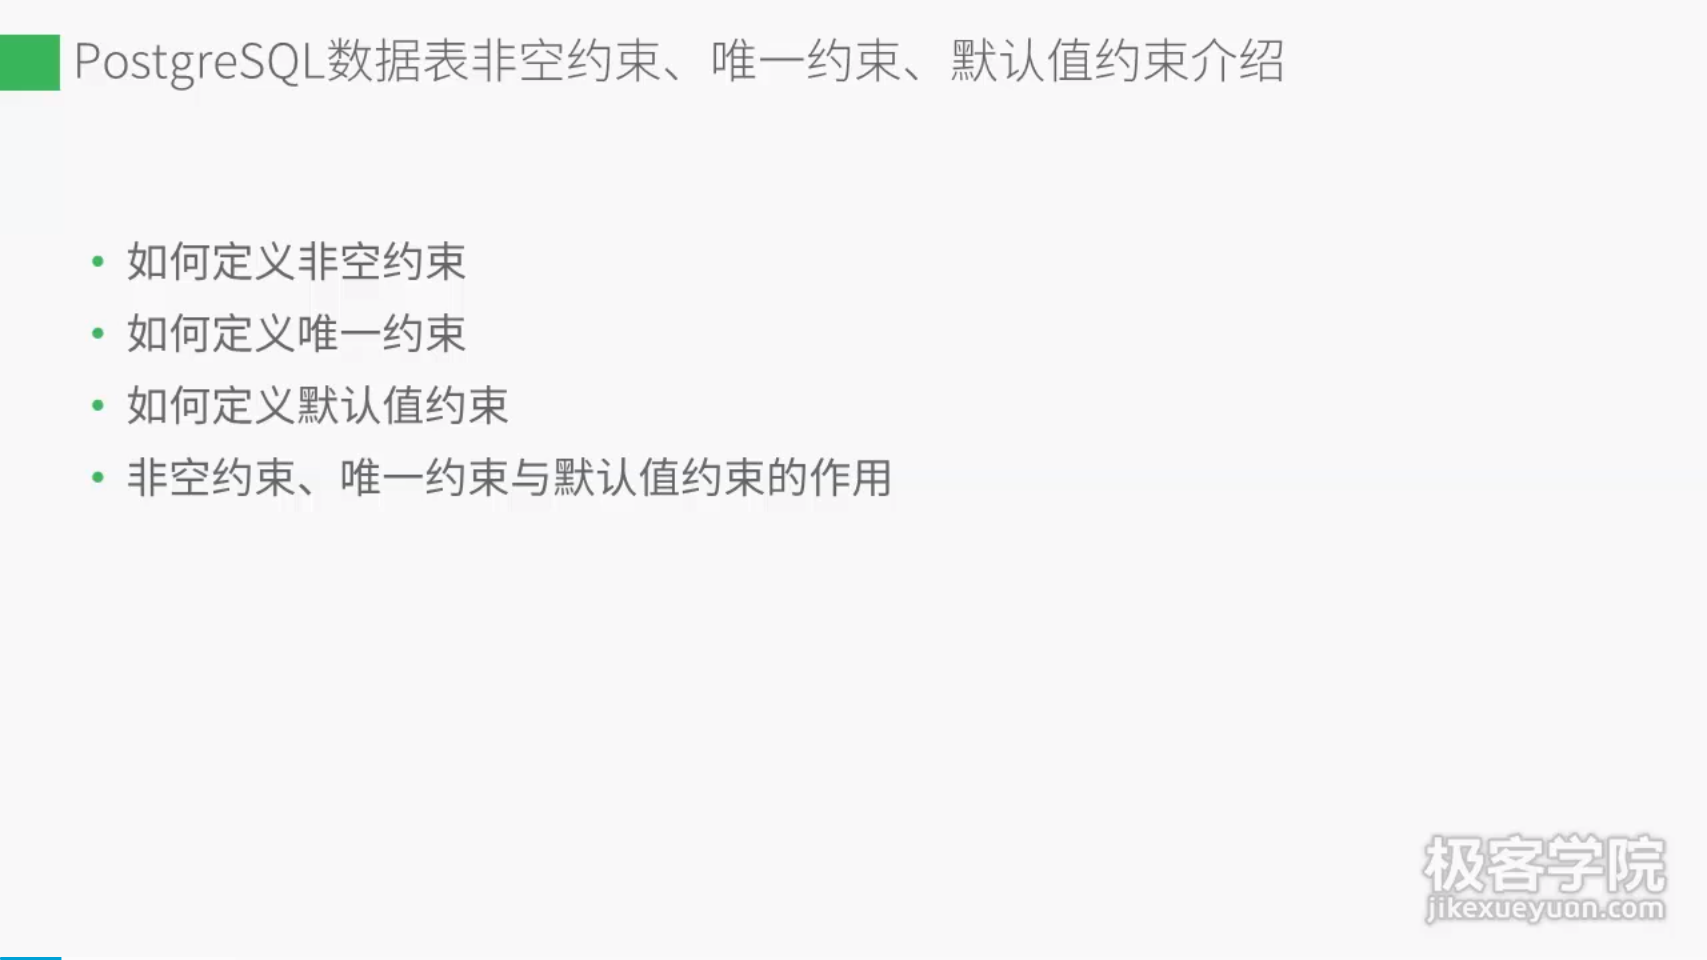 PostgreSQL数据表非空约束、唯一约束、默认值约束介绍
• 如何定义非空约束
• 如何定义唯一约束
• 如何定义默认值约束
• 非空约束、唯一约束与默认值约束的作用
极客学院
jikexueyuan.com